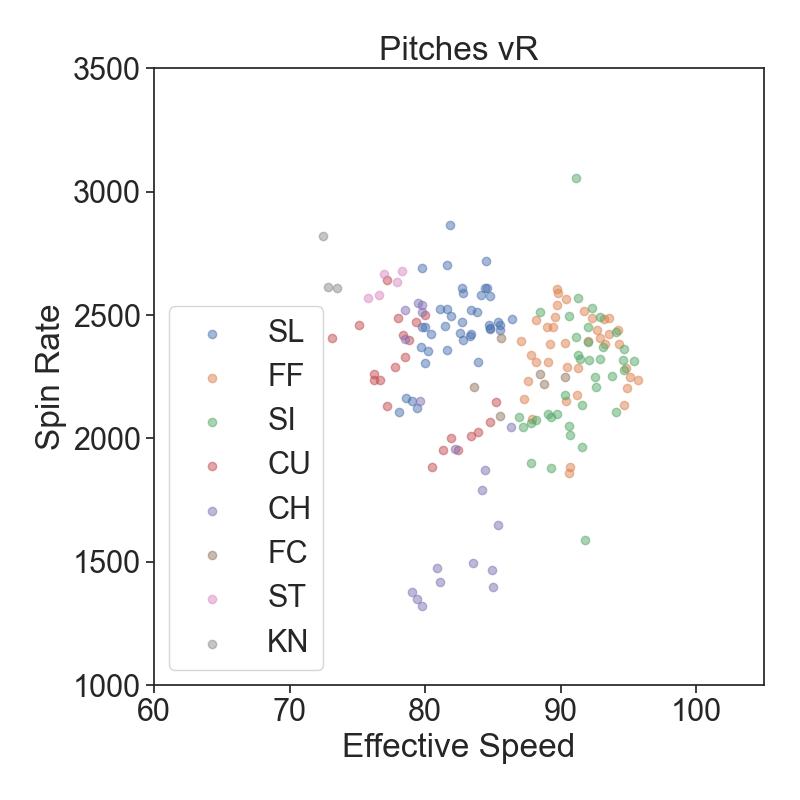 Pitches vR
3500
3000
2500
2000
1500
1000
Spin Rate
SL
FF
SI
CU
CH
FC
ST
KN
60 70 80 90 100
Effective Speed